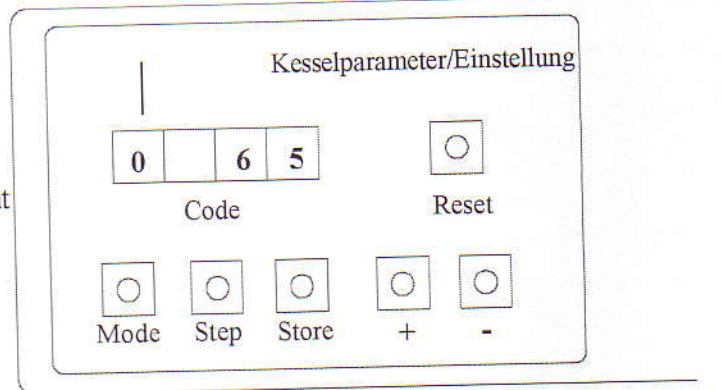 Kesselparameter/Einstellung
0 6 5
Code Reset
Mode Step Store + -